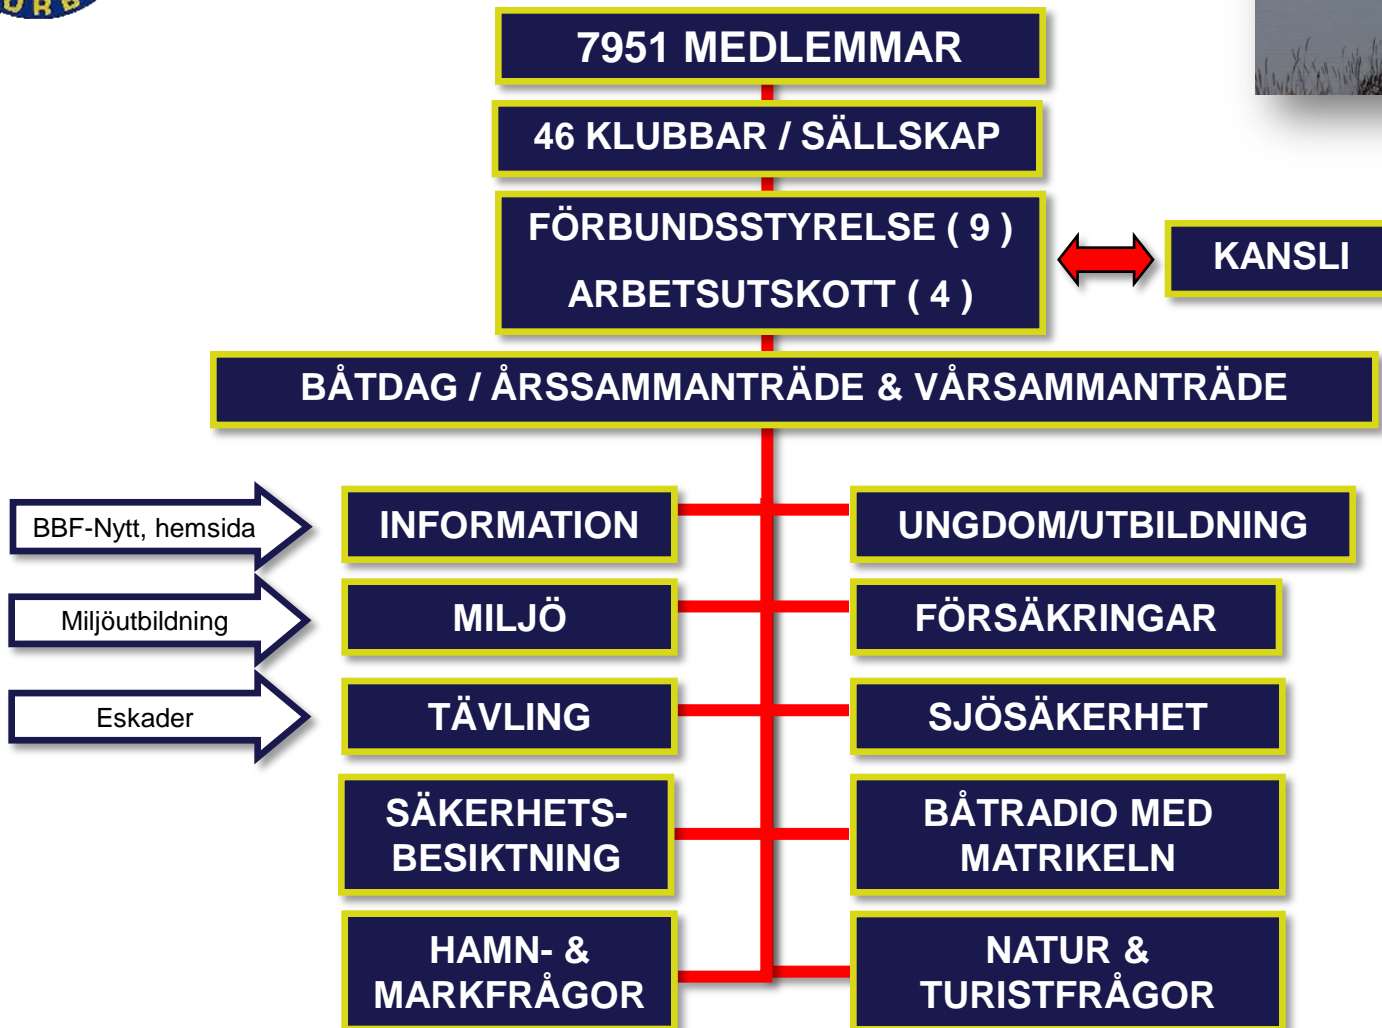 7951 MEDLEMMAR
46 KLUBBAR / SÄLLSKAP
FÖRBUNDSSTYRELSE ( 9 )
ARBETSUTSKOTT ( 4 )
KANSLI
BÅTDAG / ÅRSSAMMANTRÄDE & VÅRSAMMANTRÄDE
BBF-Nytt, hemsida
INFORMATION
UNGDOM/UTBILDNING
Miljöutbildning
MILJÖ
FÖRSÄKRINGAR
Eskader
TÄVLING
SJÖSÄKERHET
SÄKERHETS-
BESIKTNING
BÅTRADIO MED
MATRIKELN
HAMN- &
MARKFRÅGOR
NATUR &
TURISTFRÅGOR